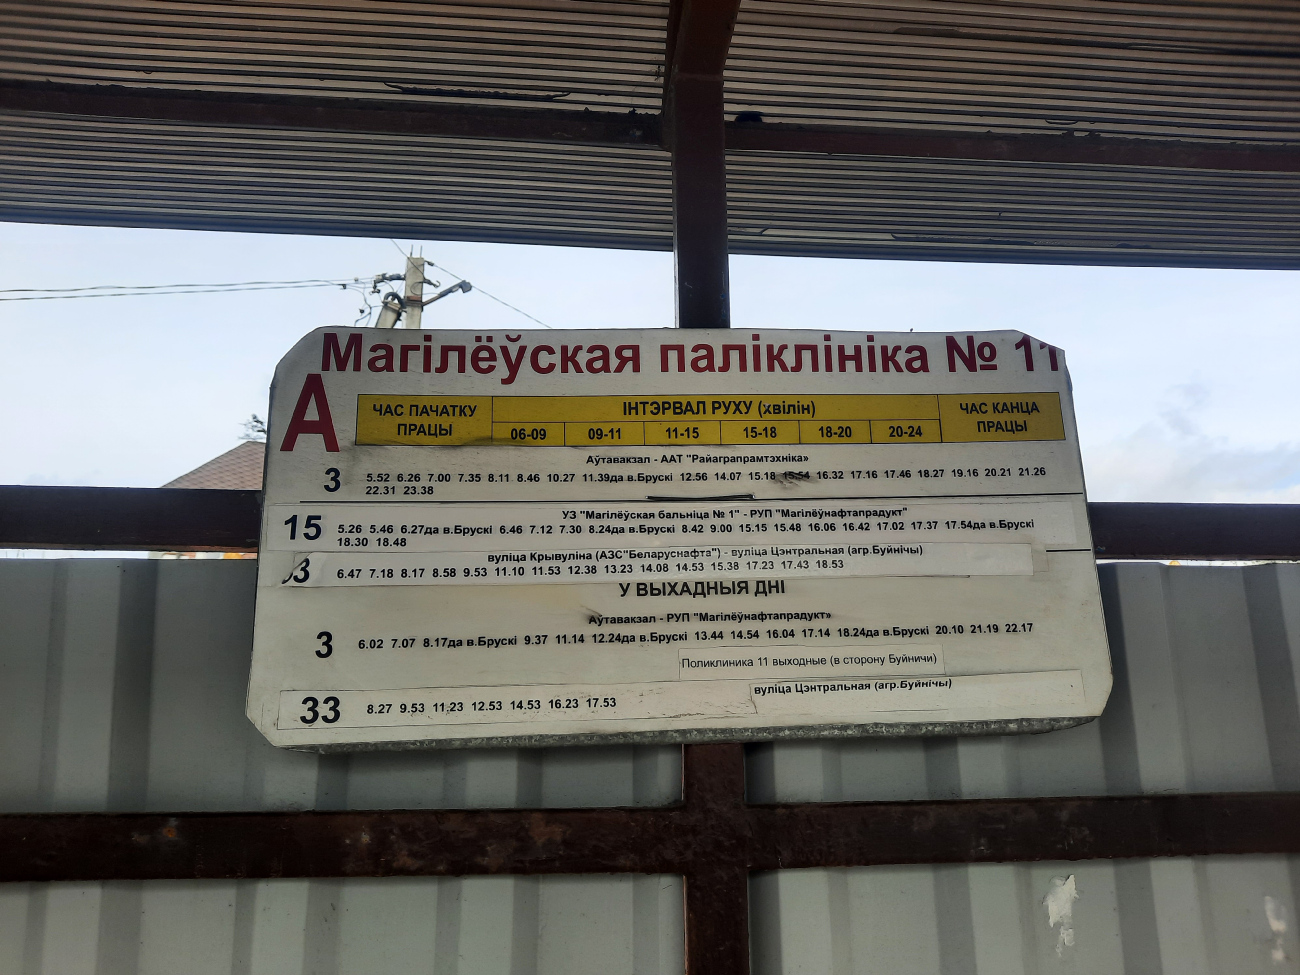 Магілёўская паліклініка № 11
А
ЧАС ПАЧАТКУ ПРАЦЫ
ІНТЭРВАЛ РУХУ (хвілін)
ЧАС КАНЦА ПРАЦЫ
06-09 09-11 11-15 15-18 18-20 20-24
Аўтавакзал - ААТ "Райаграпрамтэхніка»
3 5.52 6.26 7.00 7.35 8.11 8.46 10.27 11.39да в.Брускі 12.56 14.07 15.18 15.54 16.32 17.16 17.46 18.27 19.16 20.21 21.26
22.31 23.38
УЗ "Магілёўская бальніца № 1" - РУП "Магілёўнафтапрадукт"
15 5.26 5.46 6.27да в.Брускі 6.46 7.12 7.30 8.24да в.Брускі 8.42 9.00 15.15 15.48 16.06 16.42 17.02 17.37 17.54да в.Брускі
18.30 18.48
вуліца Крывуліна (АЗС"Беларуснафта") - вуліца Цэнтральная (агр.Буйнічы)
33 6.47 7.18 8.17 8.58 9.53 11.10 11.53 12.38 13.23 14.08 14.53 15.38 17.23 17.43 18.53
У ВЫХАДНЫЯ ДНІ
Аўтавакзал - РУП "Магілёўнафтапрадукт»
3 6.02 7.07 8.17да в.Брускі 9.37 11.14 12.24да в.Брускі 13.44 14.54 16.04 17.14 18.24да в.Брускі 20.10 21.19 22.17
Поликлиника 11 выходные (в сторону Буйничи)
вуліца Цэнтральная (агр.Буйнічы)
33 8.27 9.53 11.23 12.53 14.53 16.23 17.53